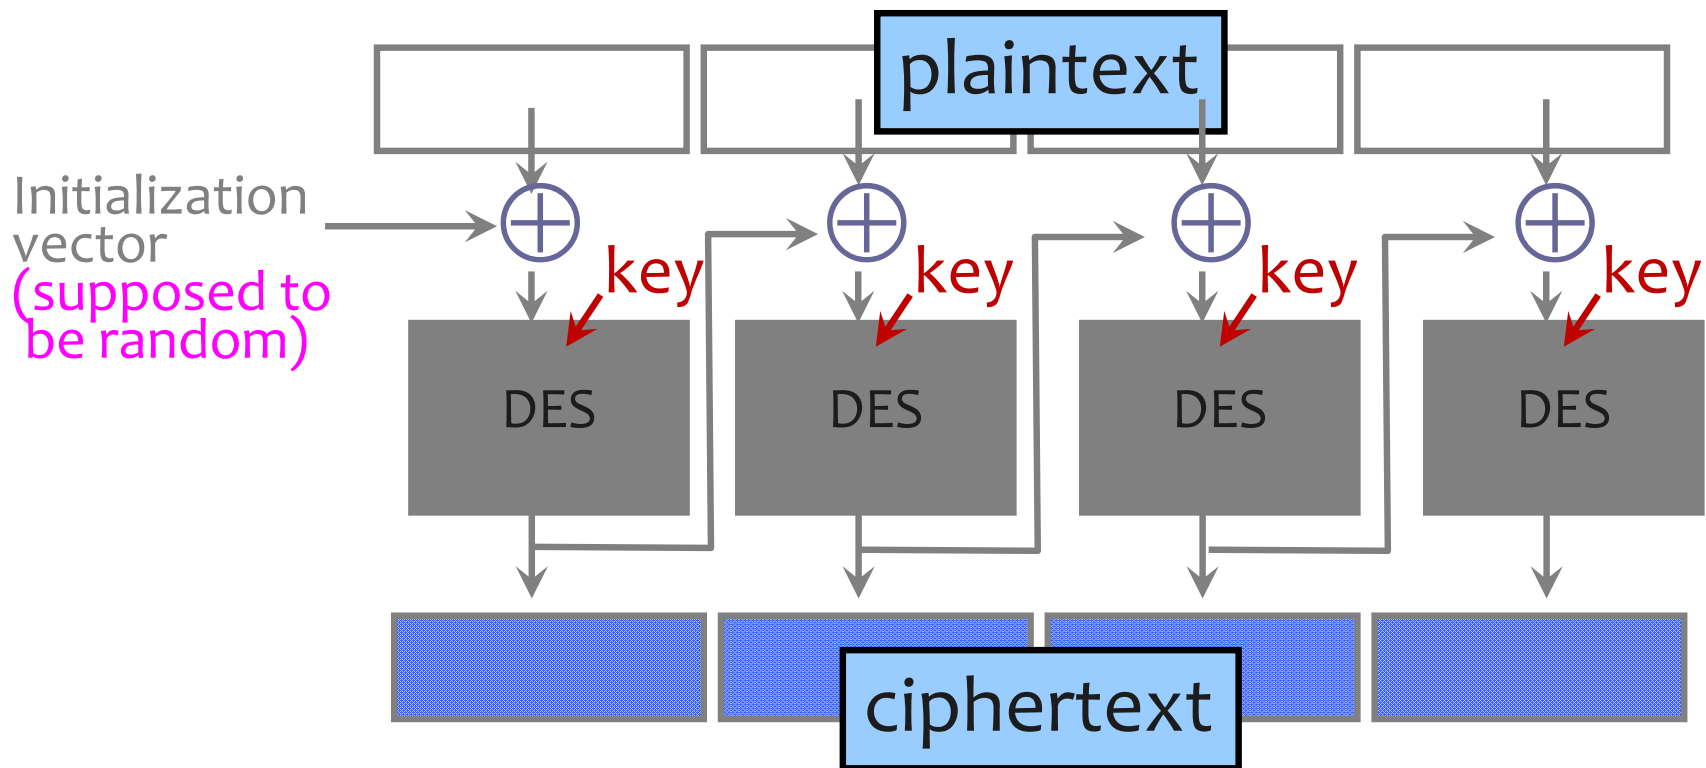 plaintext
Initialization
vector
(supposed to
be random)
key
key
key
key
DES
DES
DES
DES
ciphertext